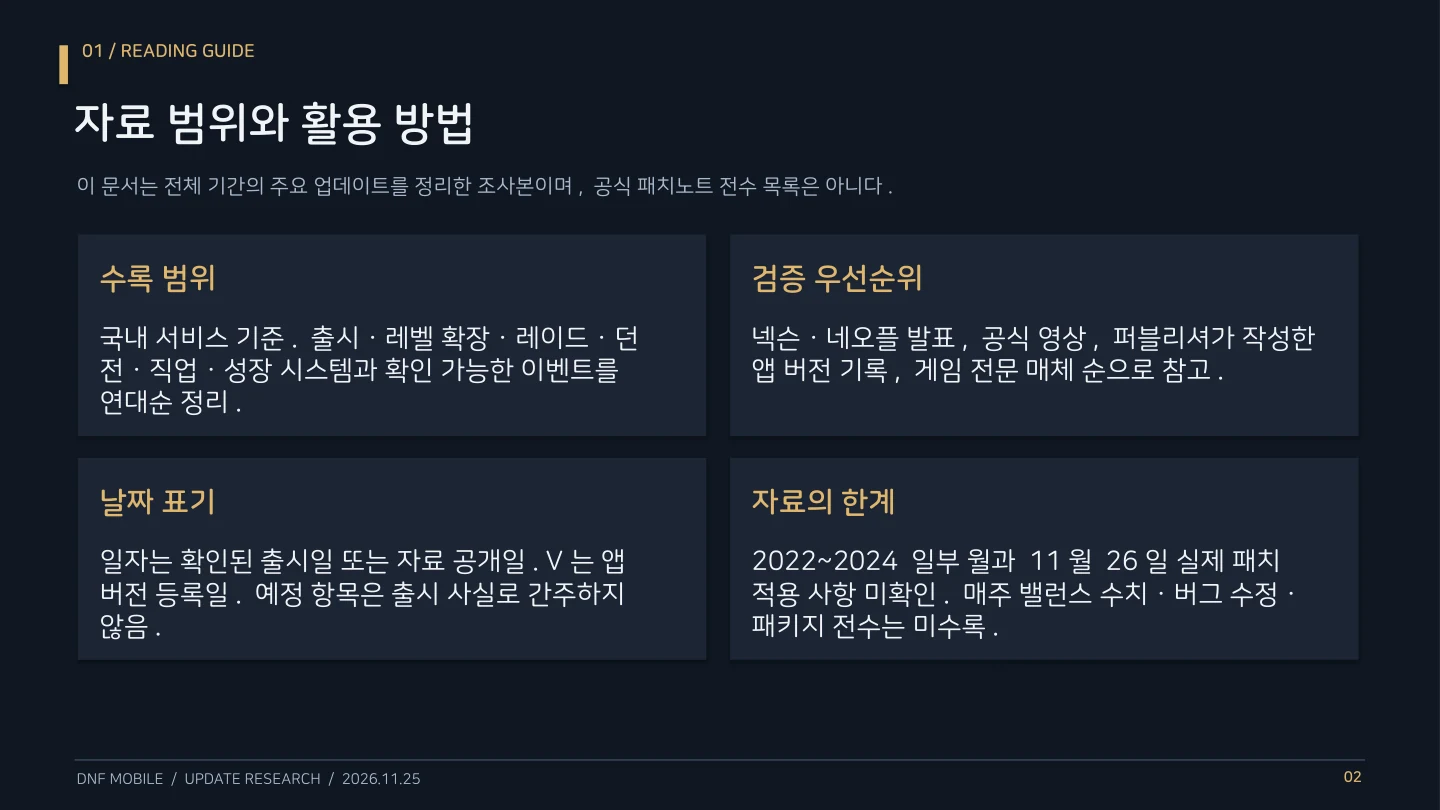 01 / READING GUIDE
자료 범위와 활용 방법
이 문서는 전체 기간의 주요 업데이트를 정리한 조사본이며 , 공식 패치노트 전수 목록은 아니다 .
수록 범위
국내 서비스 기준 . 출시 · 레벨 확장 · 레이드 · 던
전 · 직업 · 성장 시스템과 확인 가능한 이벤트를
연대순 정리 .
검증 우선순위
넥슨 · 네오플 발표 , 공식 영상 , 퍼블리셔가 작성한
앱 버전 기록 , 게임 전문 매체 순으로 참고 .
날짜 표기
일자는 확인된 출시일 또는 자료 공개일 . V 는 앱
버전 등록일 . 예정 항목은 출시 사실로 간주하지
않음 .
자료의 한계
2022~2024 일부 월과 11 월 26 일 실제 패치
적용 사항 미확인 . 매주 밸런스 수치 · 버그 수정 ·
패키지 전수는 미수록 .
DNF MOBILE / UPDATE RESEARCH / 2026.11.25
02